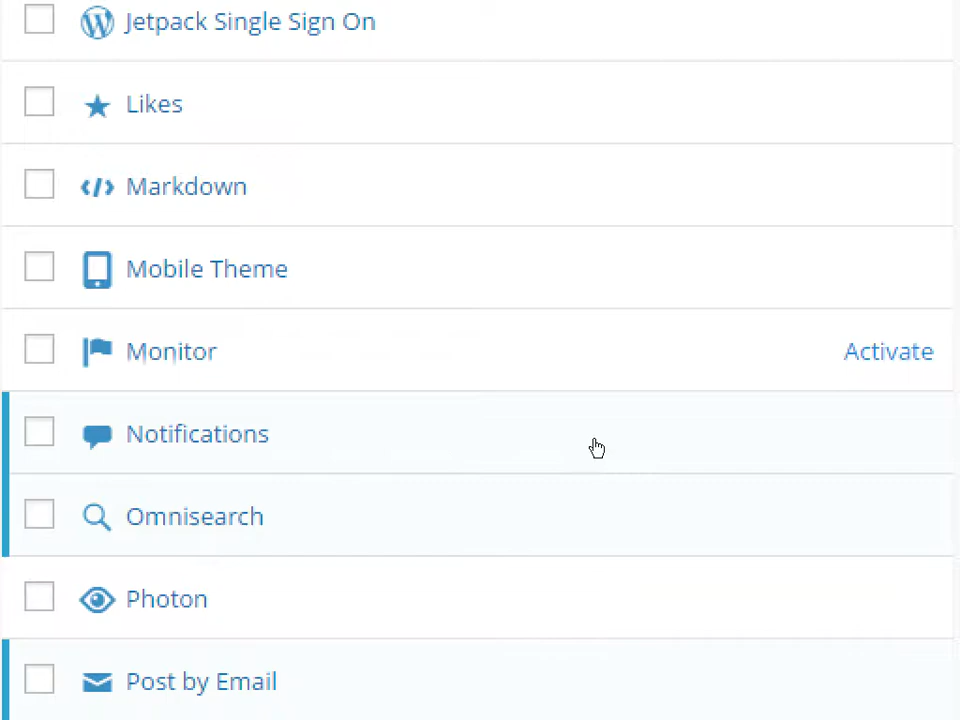 Jetpack Single Sign On
Likes
Markdown
Mobile Theme
Monitor Activate
Notifications
Omnisearch
Photon
Post by Email